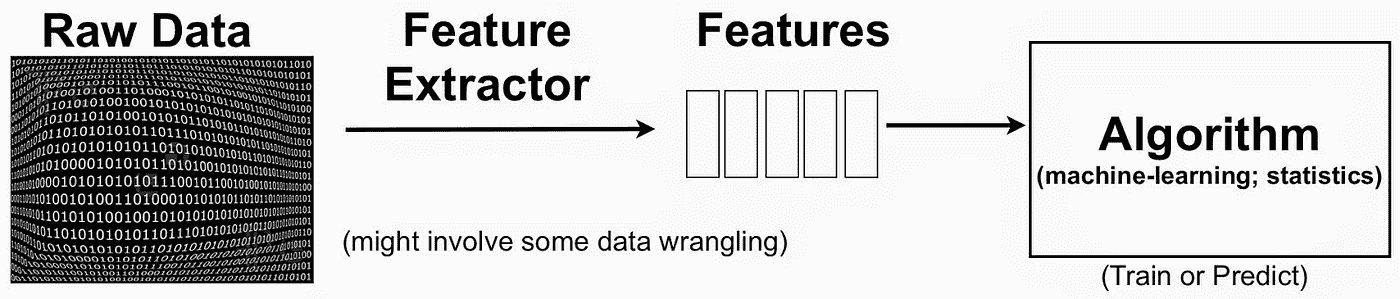 Raw Data
Feature
Extractor
(might involve some data wrangling)
Features
Algorithm
(machine-learning; statistics)
(Train or Predict)